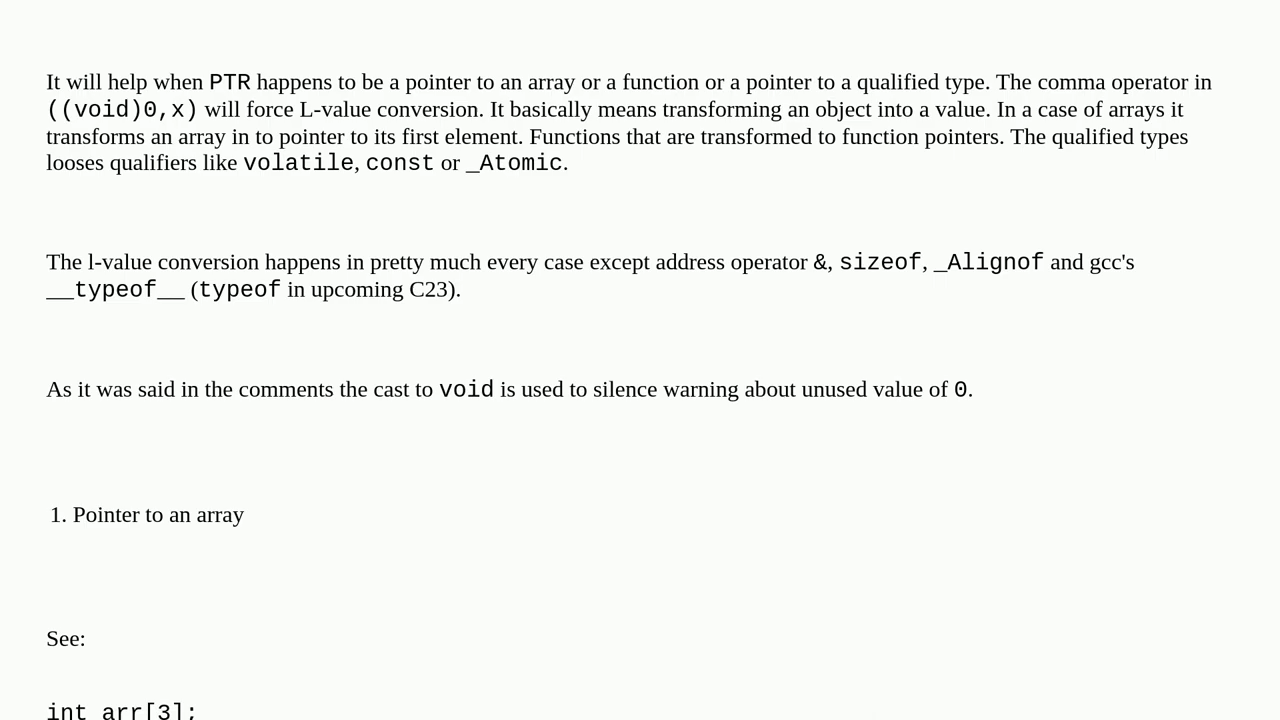 It will help when PTR happens to be a pointer to an array or a function or a pointer to a qualified type. The comma operator in
((void)0,x) will force L-value conversion. It basically means transforming an object into a value. In a case of arrays it
transforms an array in to pointer to its first element. Functions that are transformed to function pointers. The qualified types
looses qualifiers like volatile, const or _Atomic.
The l-value conversion happens in pretty much every case except address operator &, sizeof, _Alignof and gcc's
__typeof__ (typeof in upcoming C23).
As it was said in the comments the cast to void is used to silence warning about unused value of 0.
1. Pointer to an array
See:
int arr[3];